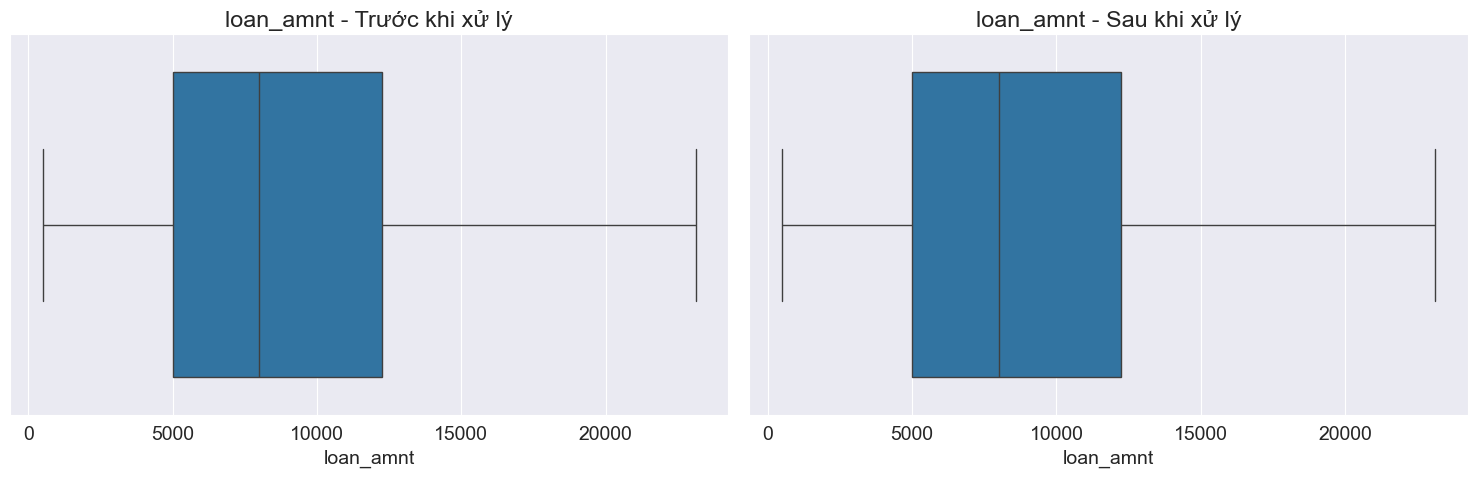 loan_amnt - Trước khi xử lý
0 5000 10000 15000 20000
loan_amnt
loan_amnt - Sau khi xử lý
0 5000 10000 15000 20000
loan_amnt